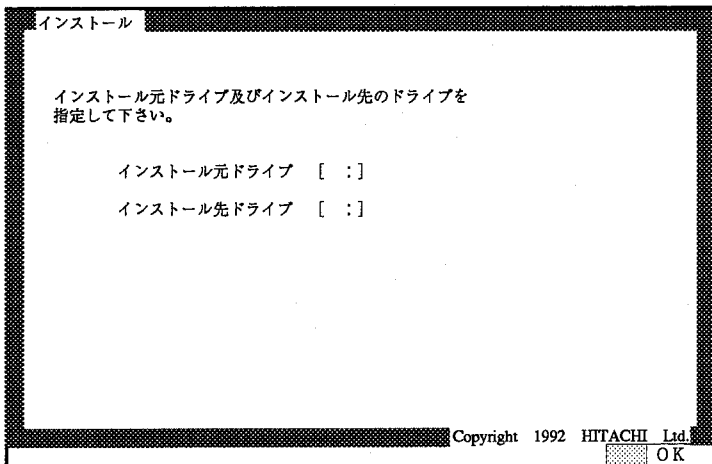 インストール
インストール元ドライブ及びインストール先のドライブを
指定して下さい。
インストール元ドライブ [ :]
インストール先ドライブ [ :]
Copyright 1992 HITACHI Ltd.
OK